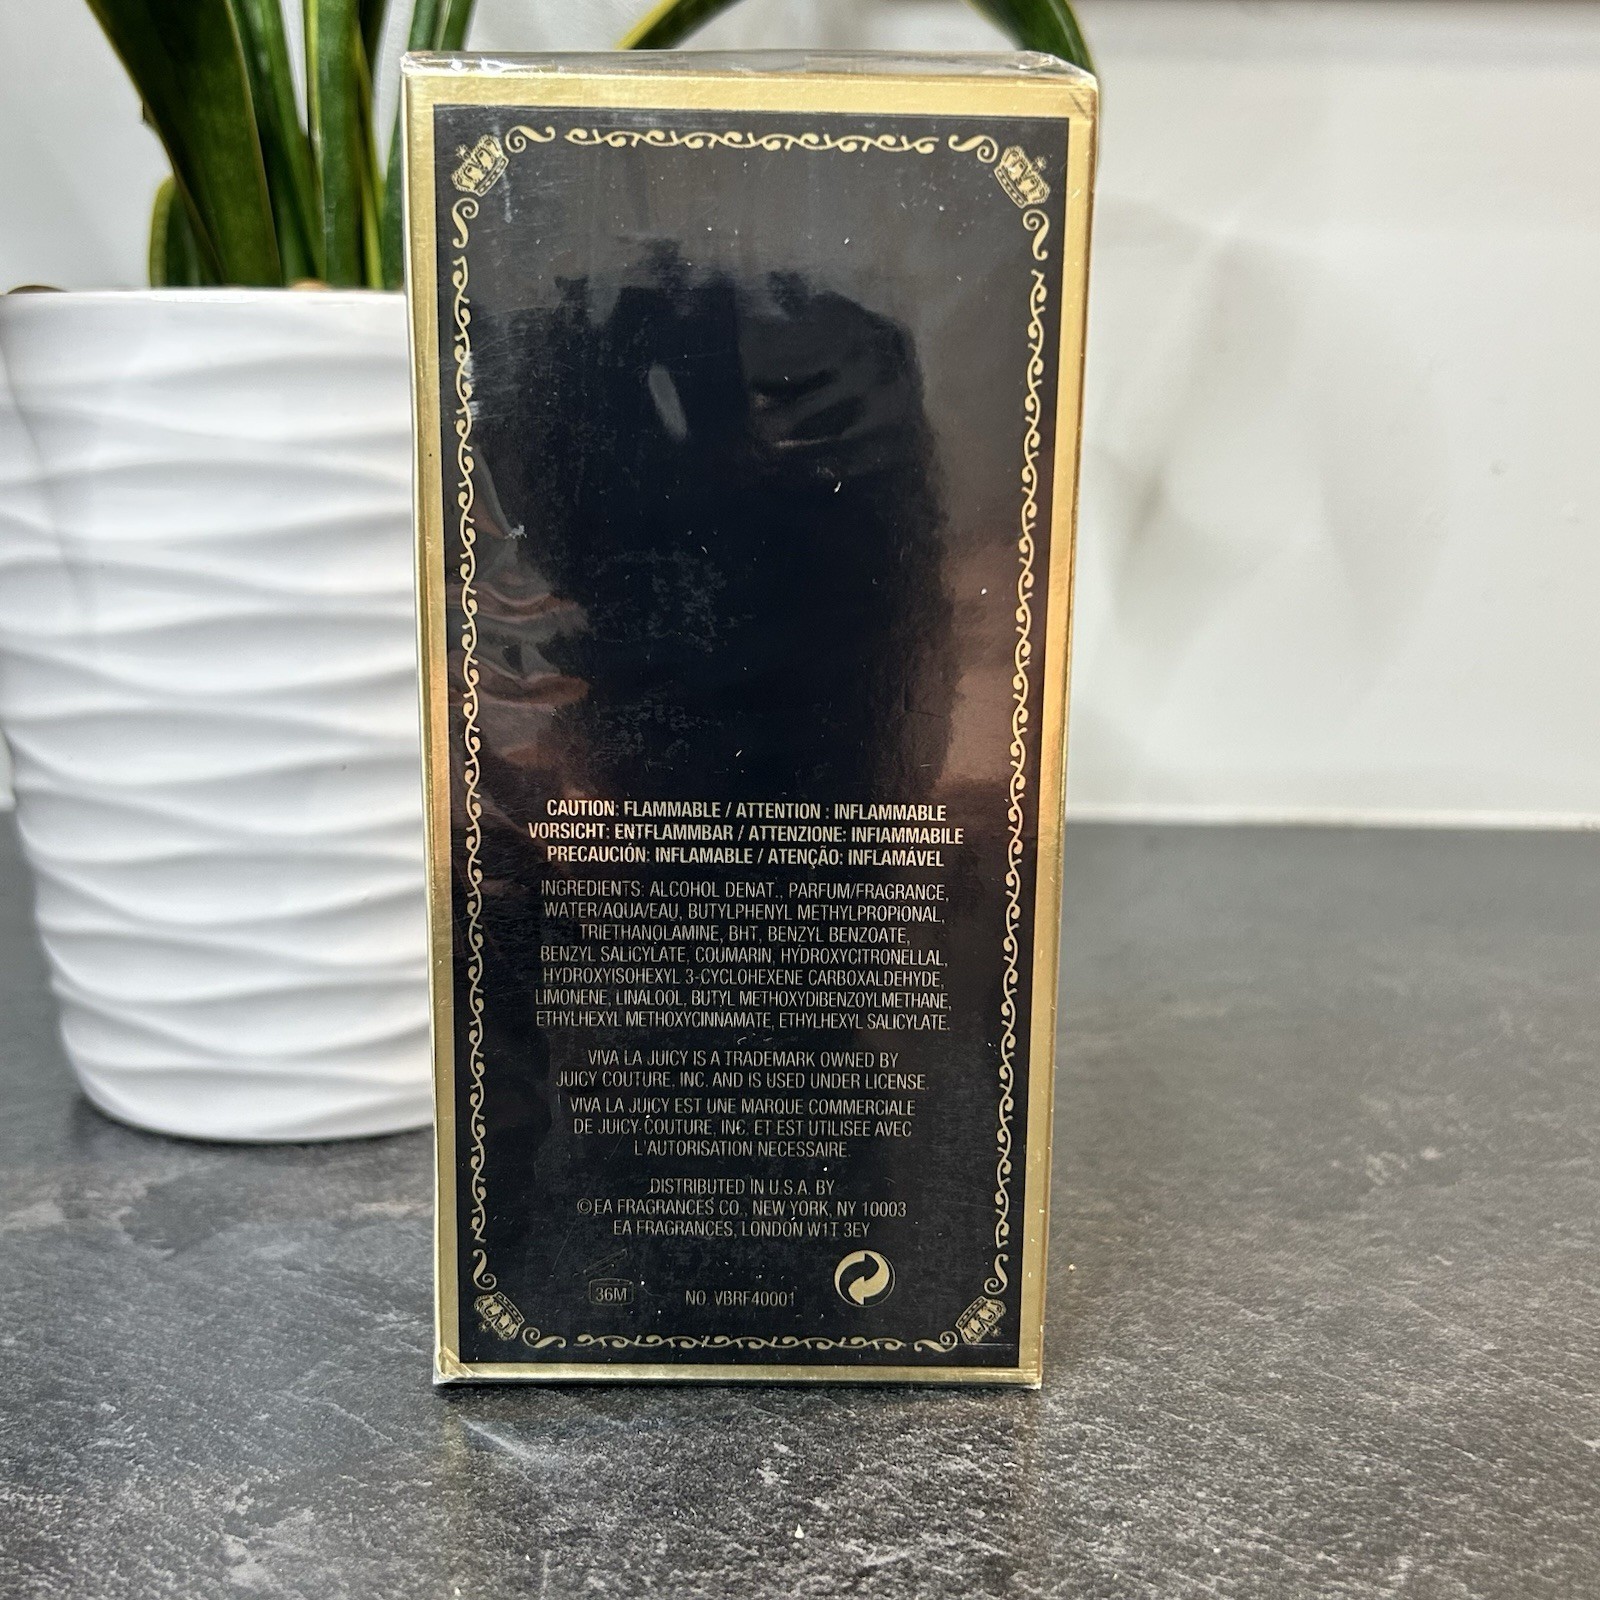 CAUTION: FLAMMABLE / ATTENTION : INFLAMMABLE
VORSICHT: ENTFLAMMBAR / ATTENZIONE: INFIAMMABILE
PRECAUCIÓN: INFLAMABLE / ATENÇÃO: INFLAMÁVEL
INGREDIENTS: ALCOHOL DENAT., PARFUM/FRAGRANCE,
WATER/AQUA/EAU, BUTYLPHENYL METHYLPROPIONAL,
TRIETHANOLAMINE, BHT, BENZYL BENZOATE,
BENZYL SALICYLATE, COUMARIN, HYDROXYCITRONELLAL,
HYDROXYISOHEXYL 3-CYCLOHEXENE CARBOXALDEHYDE,
LIMONENE, LINALOOL, BUTYL METHOXYDIBENZOYLMETHANE,
ETHYLHEXYL METHOXYCINNAMATE, ETHYLHEXYL SALICYLATE.
VIVA LA JUICY IS A TRADEMARK OWNED BY
JUICY COUTURE, INC. AND IS USED UNDER LICENSE.
VIVA LA JUICY EST UNE MARQUE COMMERCIALE
DE JUICY COUTURE, INC. ET EST UTILISEE AVEC
L'AUTORISATION NECESSAIRE.
DISTRIBUTED IN U.S.A. BY
©EA FRAGRANCES CO., NEW YORK, NY 10003
EA FRAGRANCES, LONDON W1T 3EY
36M NO. VBRF40001